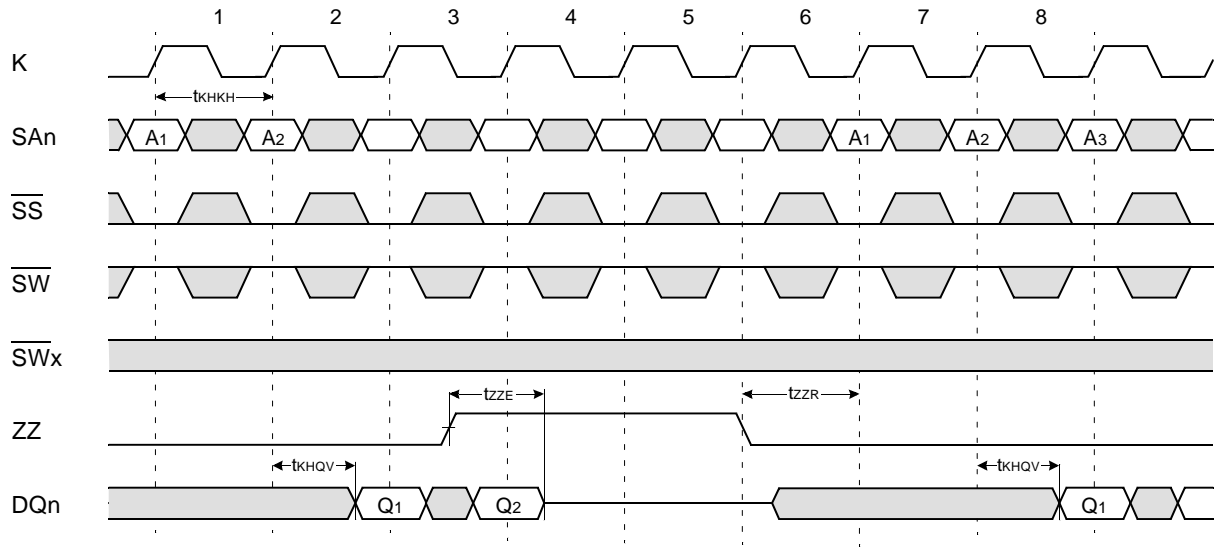 1 2 3 4 5 6 7 8
K
tKHKH
SAn A1 A2 A1 A2 A3
SS
SW
SWx
tZZE tZZR
ZZ
tKHQV tKHQV
DQn Q1 Q2 Q1